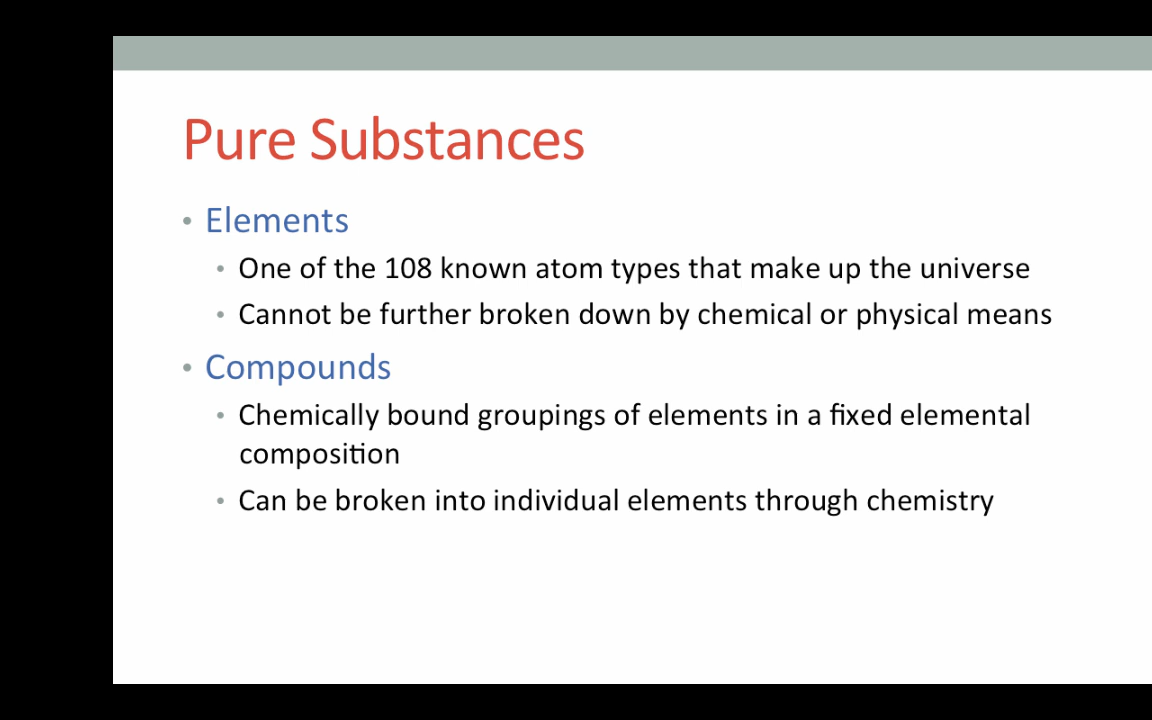 Pure Substances
• Elements
• One of the 108 known atom types that make up the universe
• Cannot be further broken down by chemical or physical means
• Compounds
• Chemically bound groupings of elements in a fixed elemental
composition
• Can be broken into individual elements through chemistry